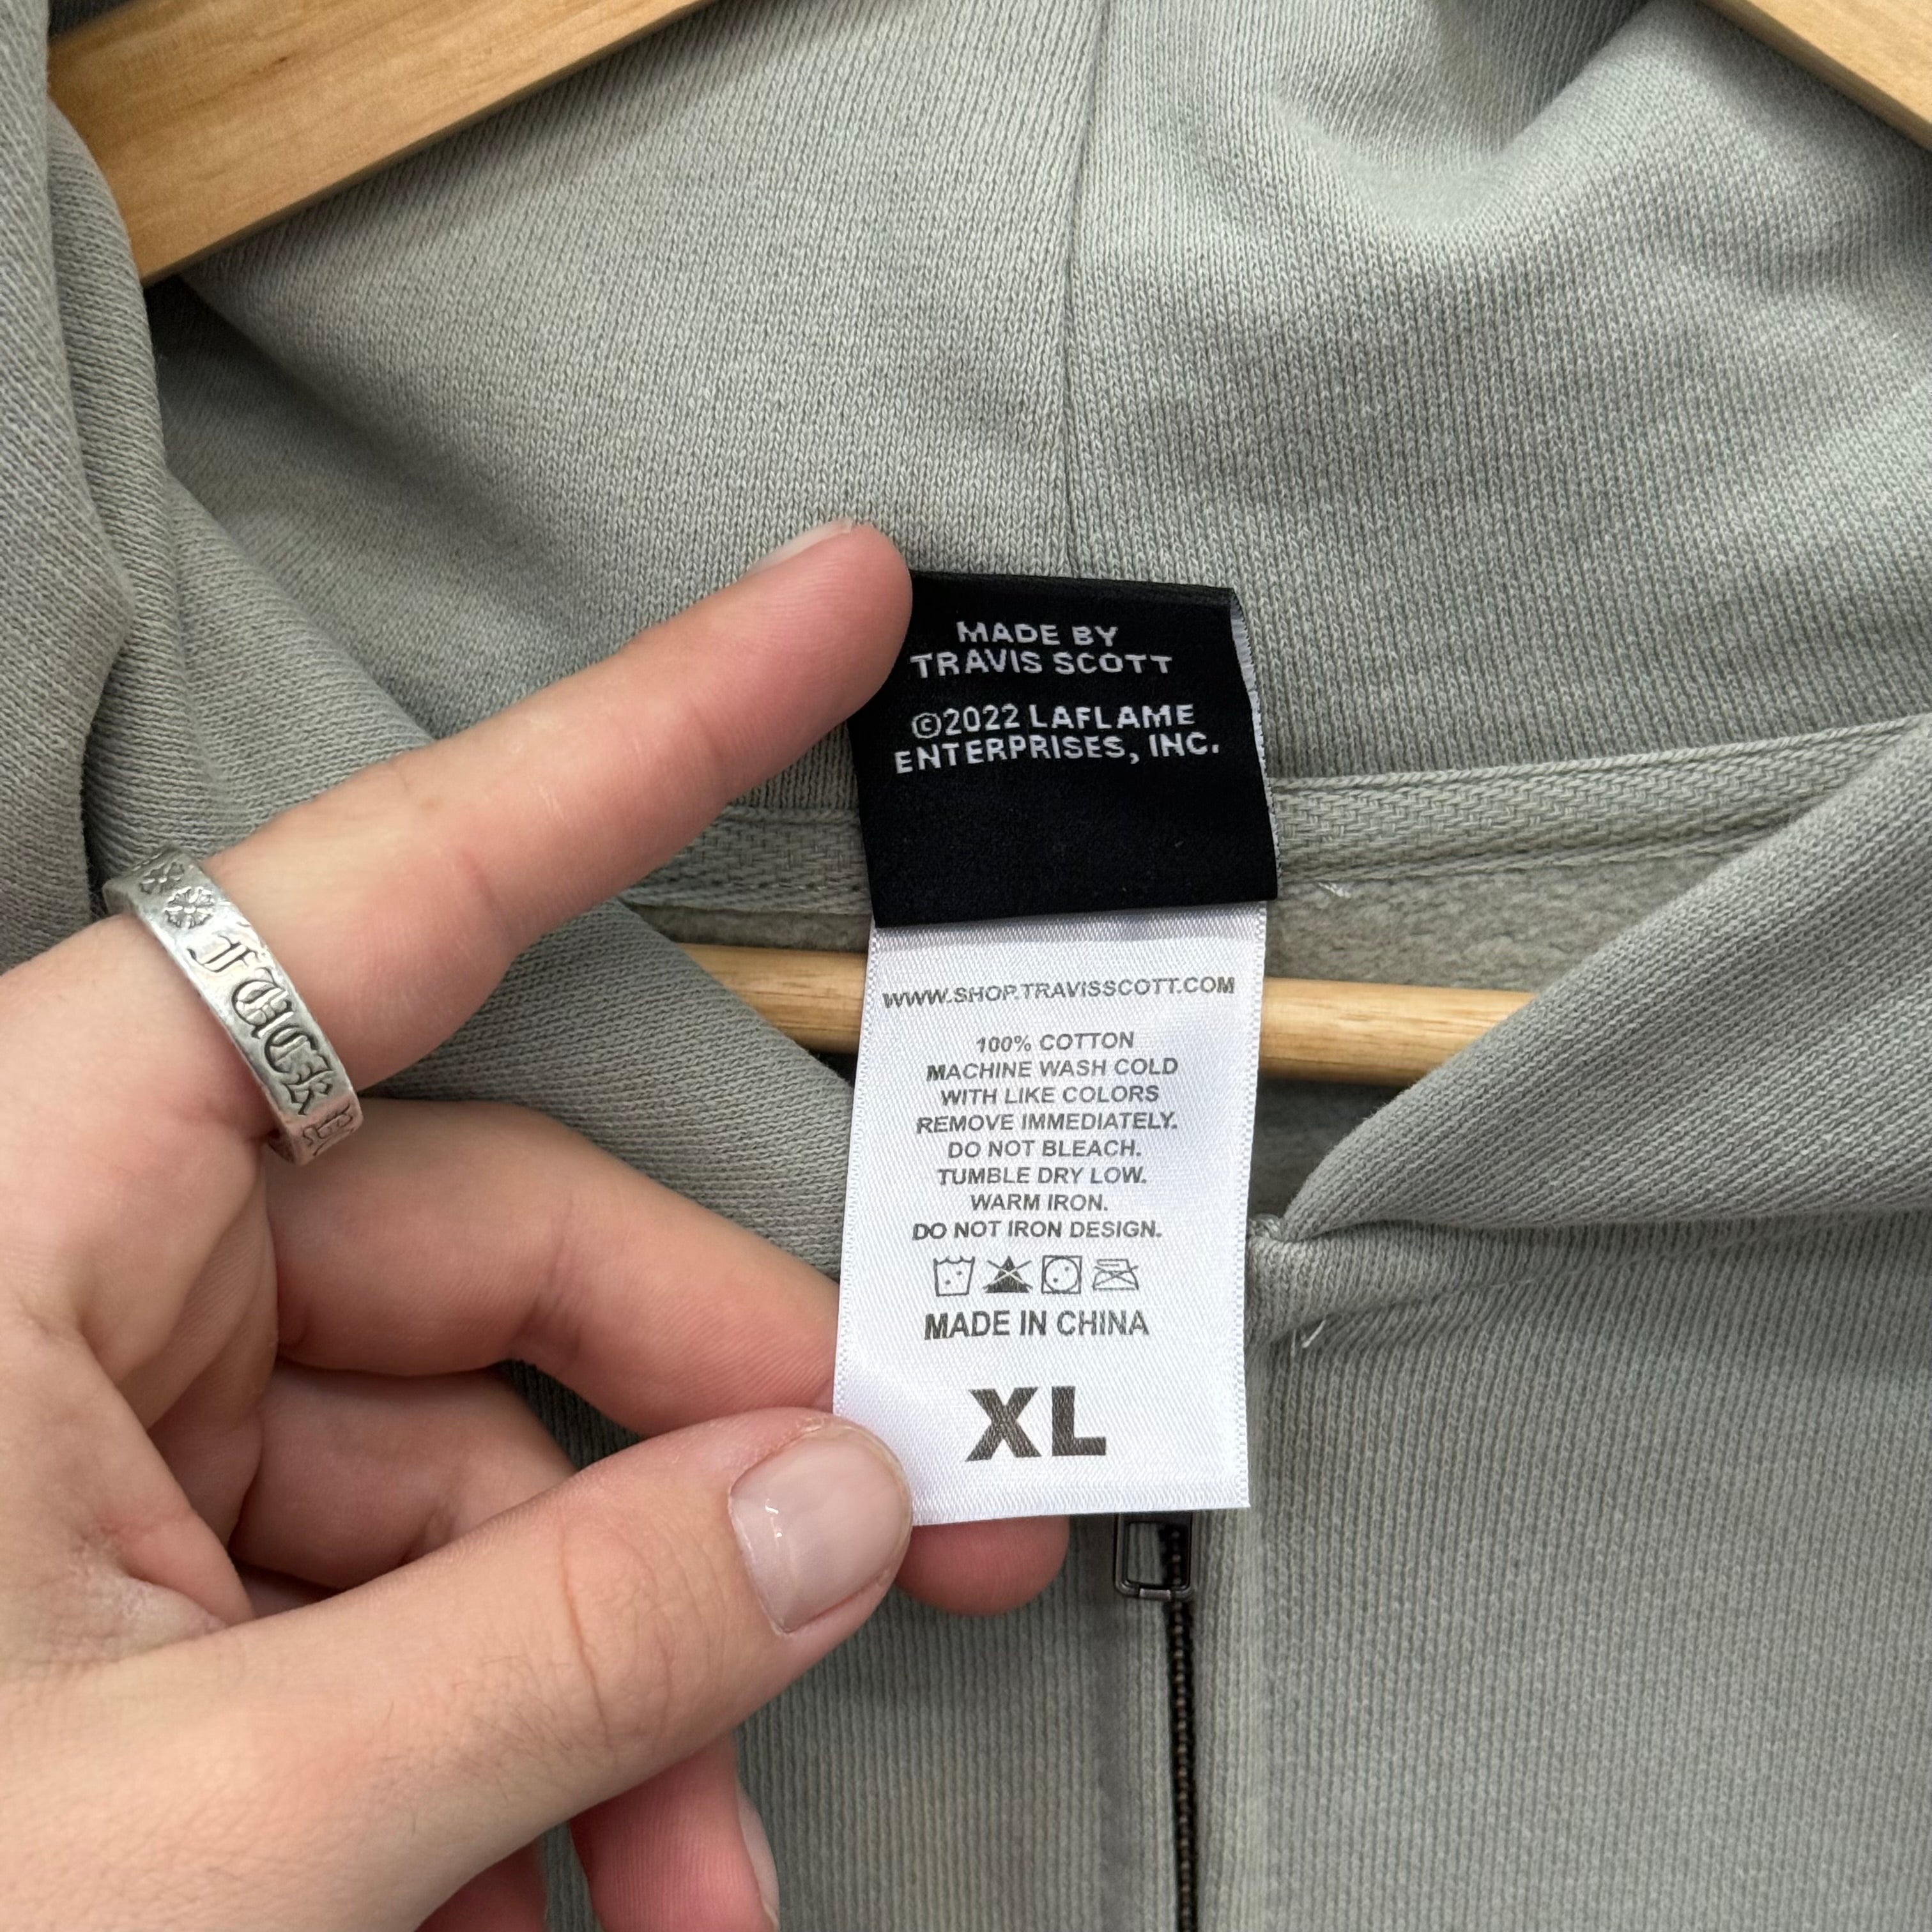 MADE BY
TRAVIS SCOTT
©2022 LAFLAME
ENTERPRISES, INC.
WWW.SHOP.TRAVISSCOTT.COM
100% COTTON
MACHINE WASH COLD
WITH LIKE COLORS
REMOVE IMMEDIATELY.
DO NOT BLEACH.
TUMBLE DRY LOW.
WARM IRON.
DO NOT IRON DESIGN.
MADE IN CHINA
XL
FUCK